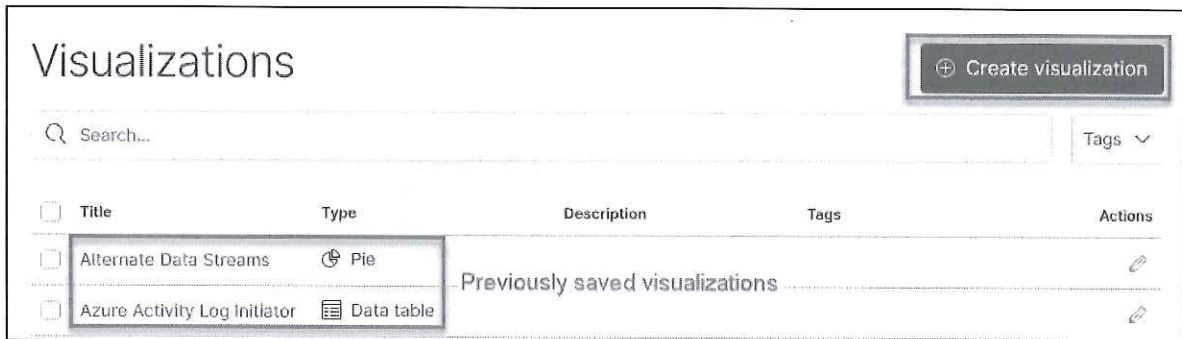 Visualizations
Create visualization
Search...
Tags
Title Type Description Tags Actions
Alternate Data Streams Pie
Previously saved visualizations
Azure Activity Log Initiator Data table